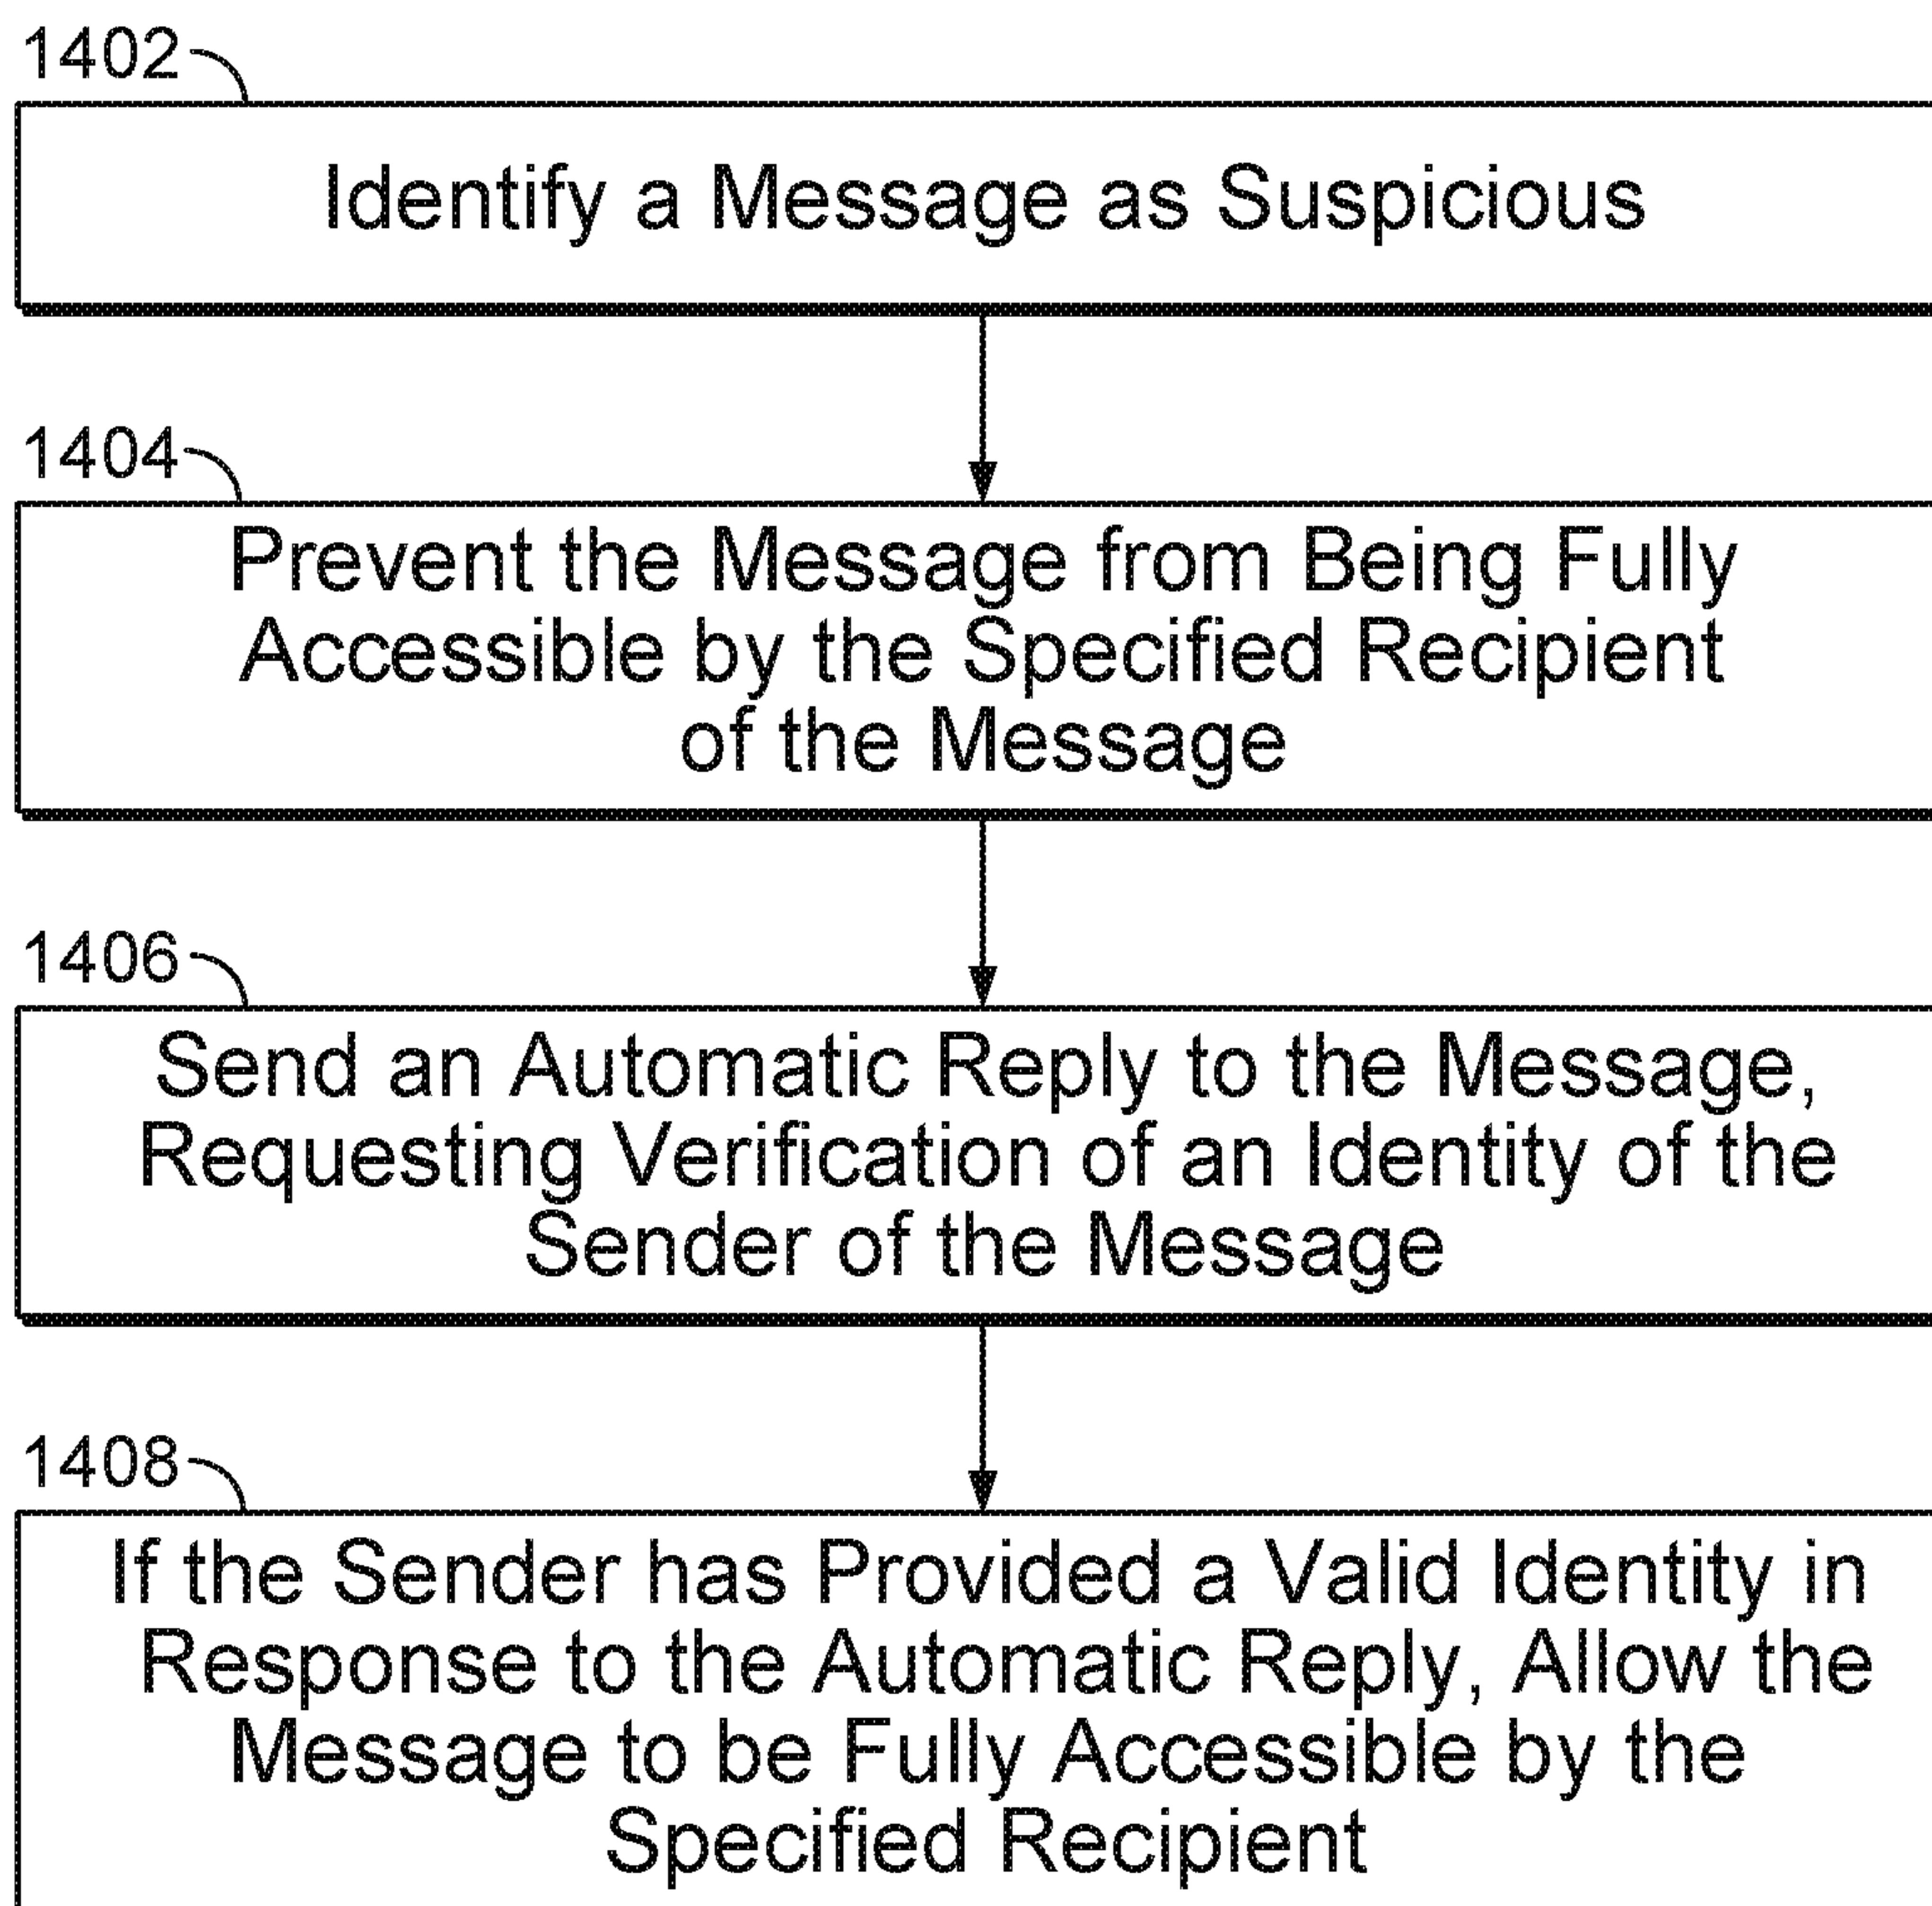 1402
Identify a Message as Suspicious
1404
Prevent the Message from Being Fully
Accessible by the Specified Recipient
of the Message
1406
Send an Automatic Reply to the Message,
Requesting Verification of an Identity of the
Sender of the Message
1408
If the Sender has Provided a Valid Identity in
Response to the Automatic Reply, Allow the
Message to be Fully Accessible by the
Specified Recipient